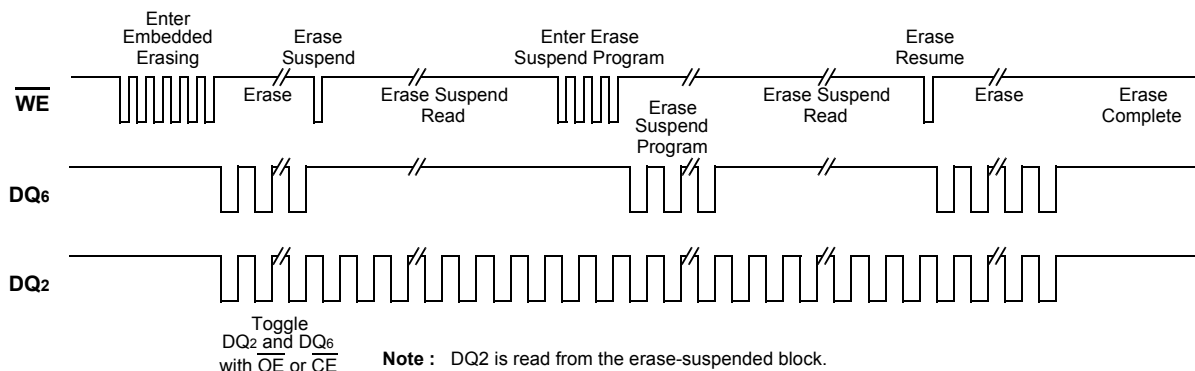 Enter
Embedded
Erasing
Erase
Suspend
Enter Erase
Suspend Program
Erase
Resume
WE
Erase
Erase Suspend
Read
Erase
Suspend
Program
Erase Suspend
Read
Erase
Erase
Complete
DQ6
DQ2
Toggle
DQ2 and DQ6
with OE or CE
Note : DQ2 is read from the erase-suspended block.